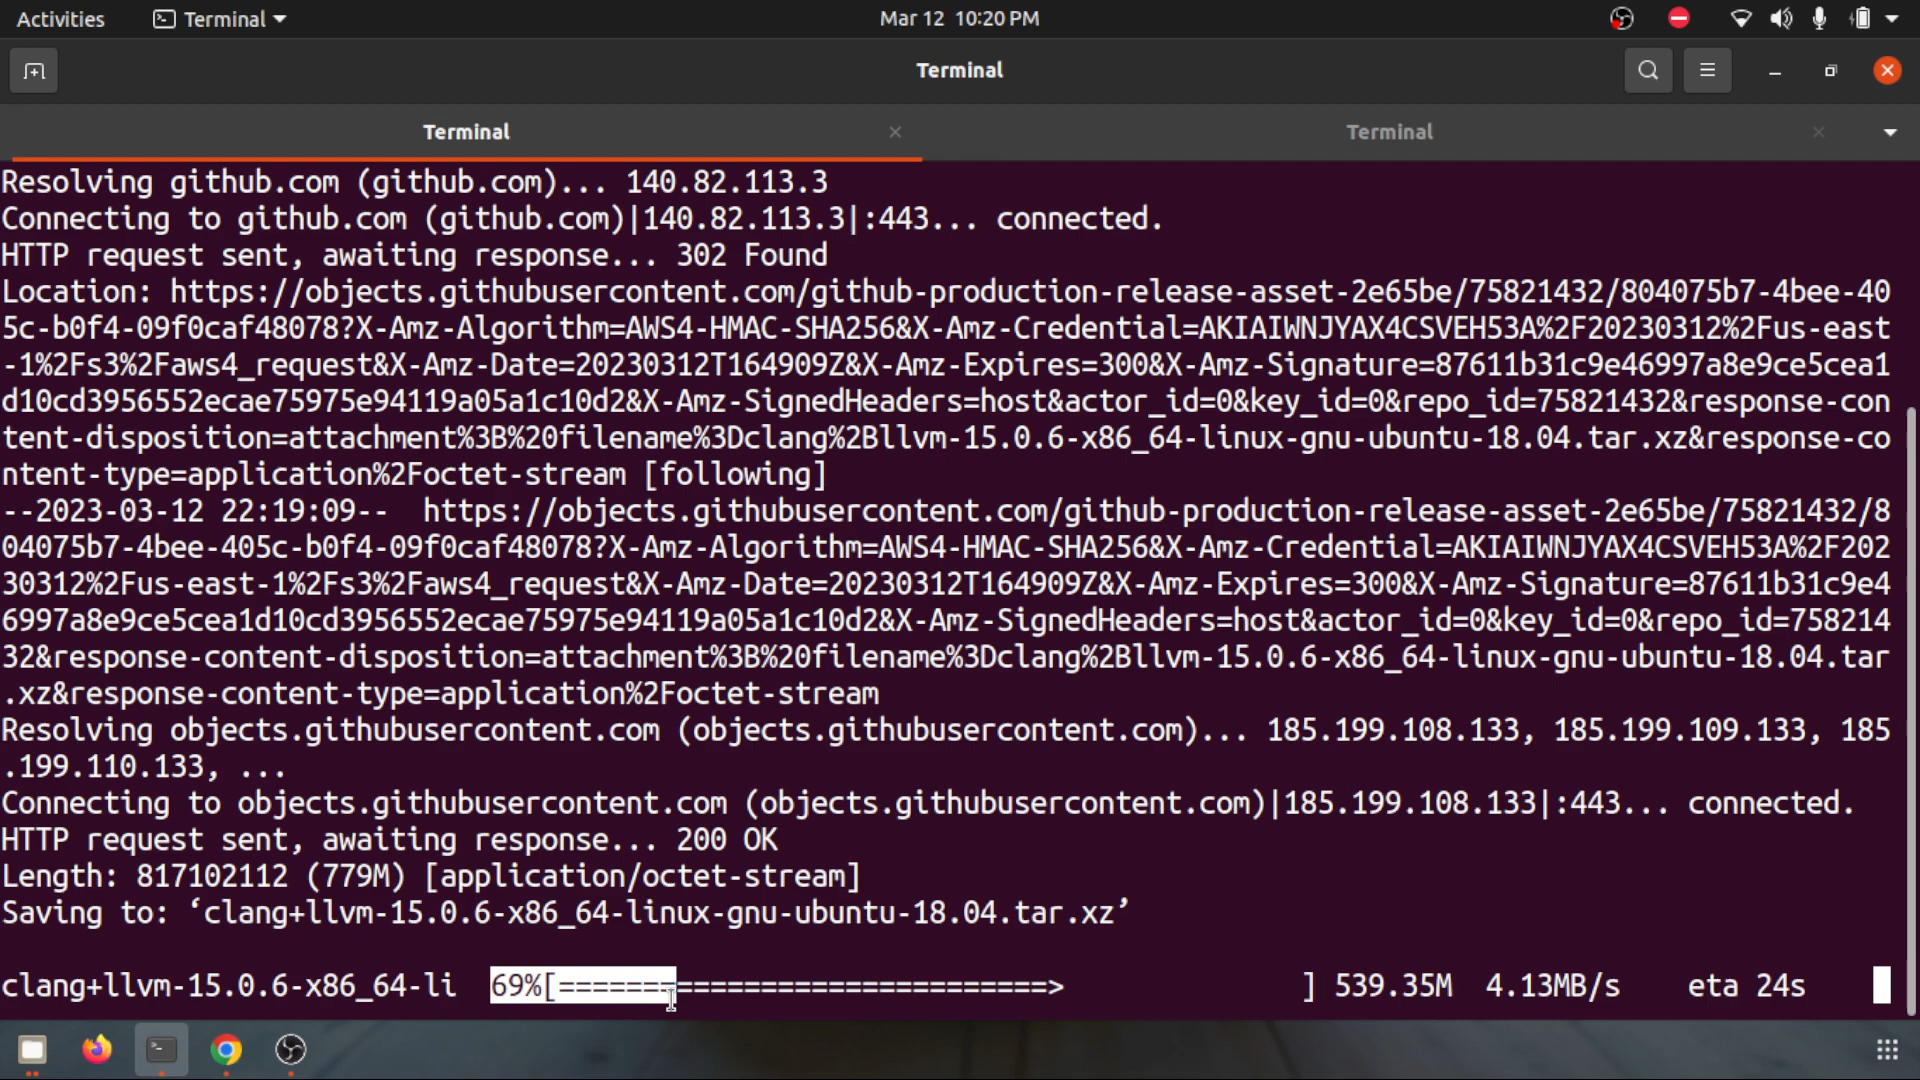 Activities Terminal Mar 12 10:20 PM
Terminal
Terminal Terminal
Resolving github.com (github.com)... 140.82.113.3
Connecting to github.com (github.com)|140.82.113.3|:443... connected.
HTTP request sent, awaiting response... 302 Found
Location: https://objects.githubusercontent.com/github-production-release-asset-2e65be/75821432/804075b7-4bee-40
5c-b0f4-09f0caf48078?X-Amz-Algorithm=AWS4-HMAC-SHA256&X-Amz-Credential=AKIAIWNJYAX4CSVEH53A%2F20230312%2Fus-east
-1%2Fs3%2Faws4_request&X-Amz-Date=20230312T164909Z&X-Amz-Expires=300&X-Amz-Signature=87611b31c9e46997a8e9ce5cea1
d10cd3956552ecae75975e94119a05a1c10d2&X-Amz-SignedHeaders=host&actor_id=0&key_id=0&repo_id=75821432&response-con
tent-disposition=attachment%3B%20filename%3Dclang%2Bllvm-15.0.6-x86_64-linux-gnu-ubuntu-18.04.tar.xz&response-co
ntent-type=application%2Foctet-stream [following]
--2023-03-12 22:19:09--  https://objects.githubusercontent.com/github-production-release-asset-2e65be/75821432/8
04075b7-4bee-405c-b0f4-09f0caf48078?X-Amz-Algorithm=AWS4-HMAC-SHA256&X-Amz-Credential=AKIAIWNJYAX4CSVEH53A%2F202
30312%2Fus-east-1%2Fs3%2Faws4_request&X-Amz-Date=20230312T164909Z&X-Amz-Expires=300&X-Amz-Signature=87611b31c9e4
6997a8e9ce5cea1d10cd3956552ecae75975e94119a05a1c10d2&X-Amz-SignedHeaders=host&actor_id=0&key_id=0&repo_id=758214
32&response-content-disposition=attachment%3B%20filename%3Dclang%2Bllvm-15.0.6-x86_64-linux-gnu-ubuntu-18.04.tar
.xz&response-content-type=application%2Foctet-stream
Resolving objects.githubusercontent.com (objects.githubusercontent.com)... 185.199.108.133, 185.199.109.133, 185
.199.110.133, ...
Connecting to objects.githubusercontent.com (objects.githubusercontent.com)|185.199.108.133|:443... connected.
HTTP request sent, awaiting response... 200 OK
Length: 817102112 (779M) [application/octet-stream]
Saving to: ‘clang+llvm-15.0.6-x86_64-linux-gnu-ubuntu-18.04.tar.xz’
clang+llvm-15.0.6-x86_64-li  69%[=============================>              ] 539.35M  4.13MB/s    eta 24s